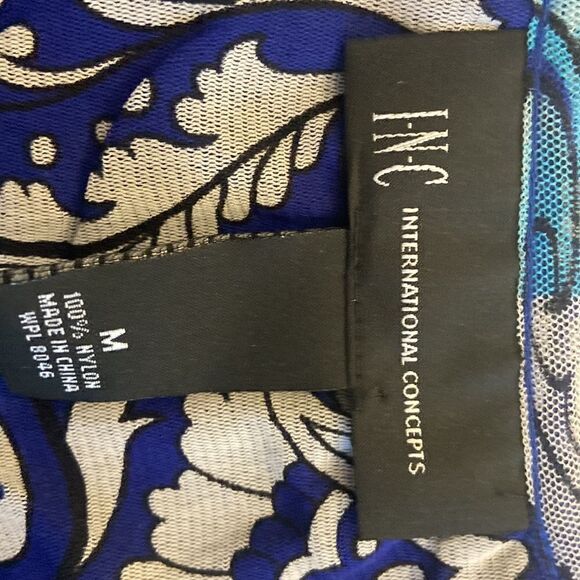 I·N·C
INTERNATIONAL CONCEPTS
M
100% NYLON
MADE IN CHINA
WPL 8046